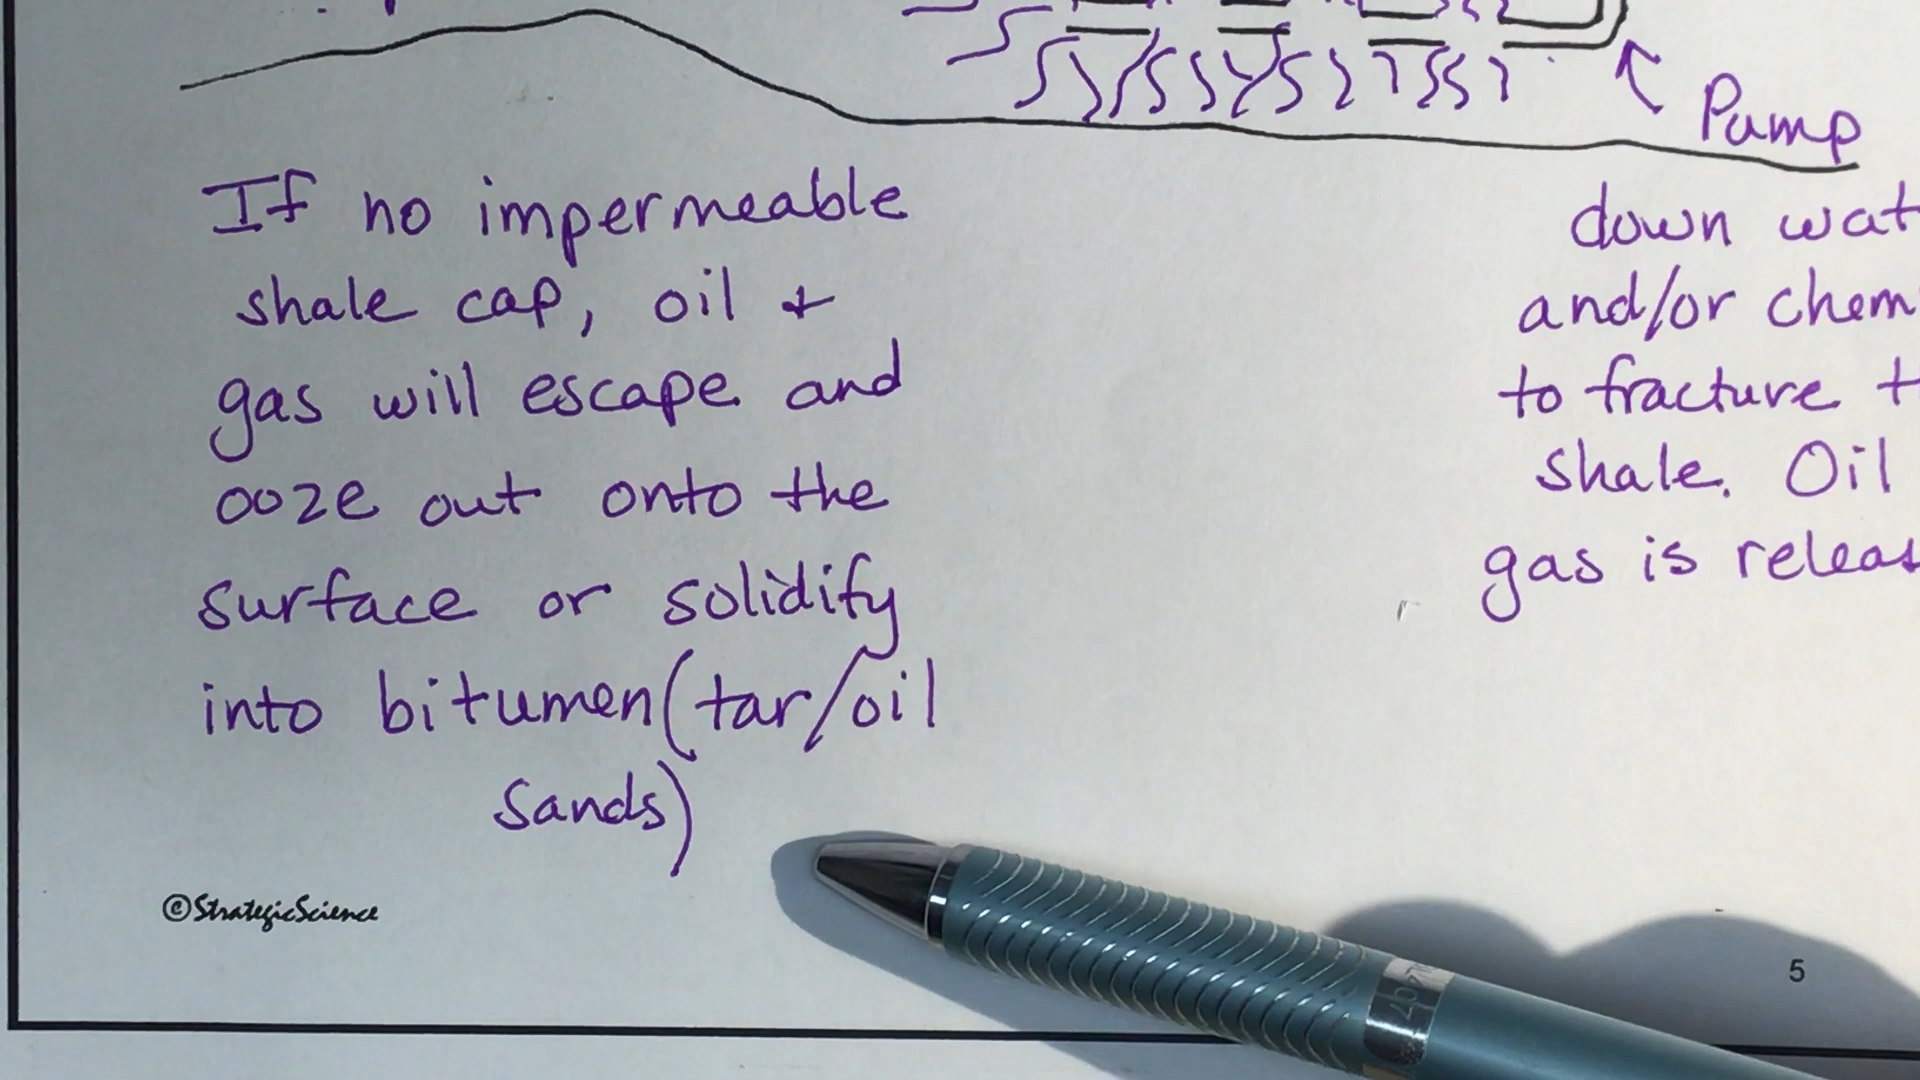 If no impermeable
shale cap, oil +
gas will escape and
ooze out onto the
surface or solidify
into bitumen (tar/oil
sands)
Pump
down wat
and/or chem
to fracture t
shale. Oil
gas is releas
©StrategicScience
5